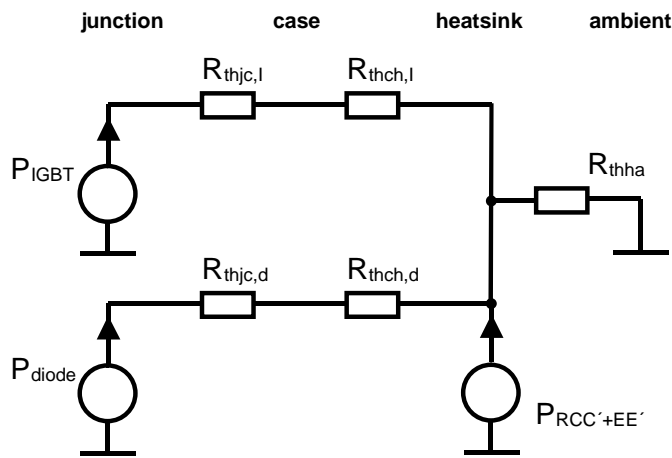 junction case heatsink ambient
Rthjc,I Rthch,I
PIGBT
Rthha
Rthjc,d Rthch,d
Pdiode
PRCC´+EE´